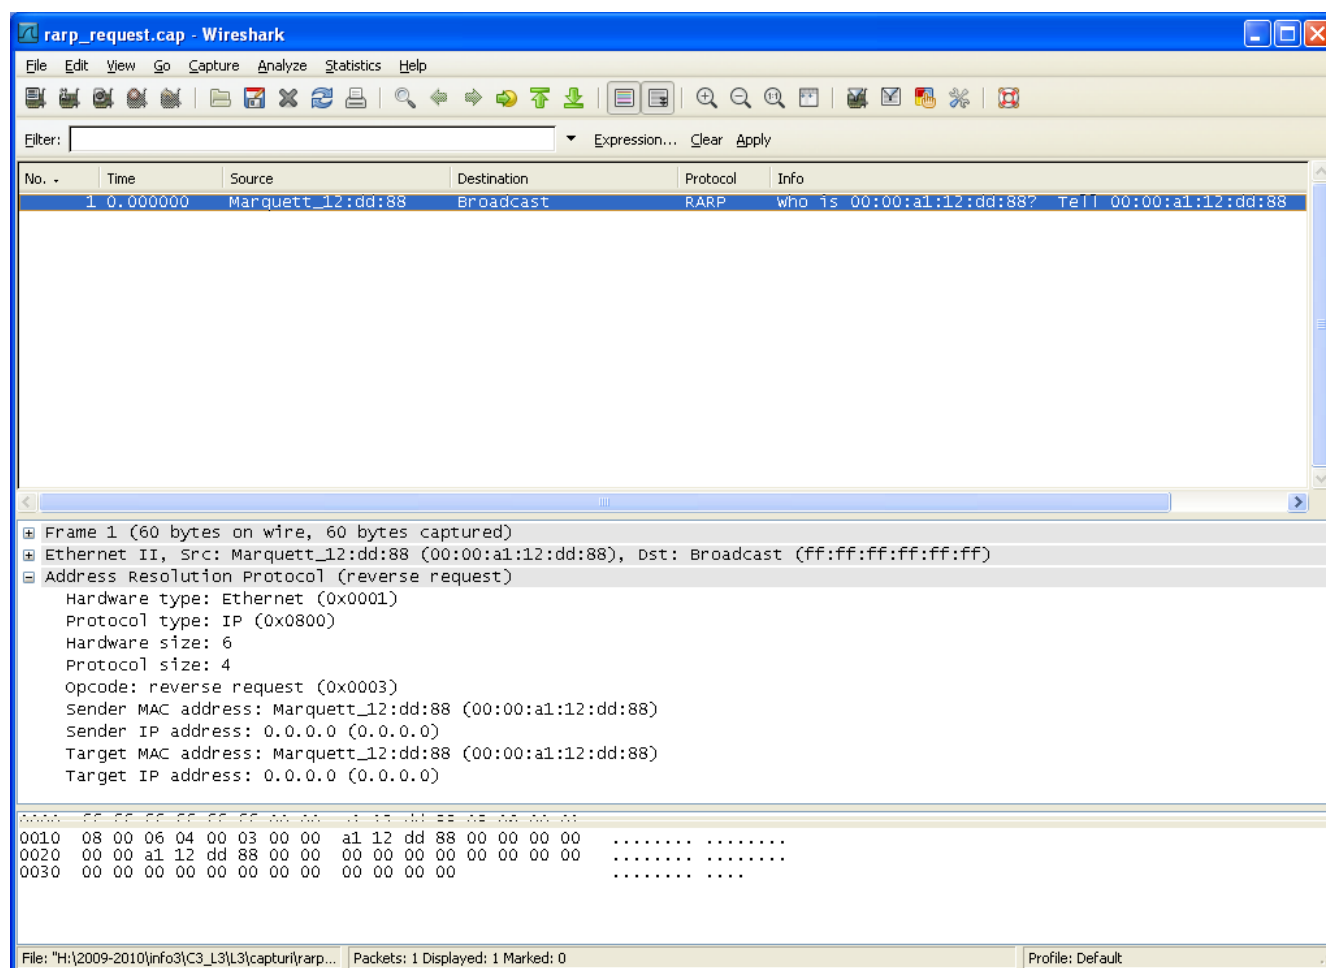 rarp_request.cap - Wireshark
File Edit View Go Capture Analyze Statistics Help
Filter: Expression... Clear Apply
No. Time Source Destination Protocol Info
1 0.000000 Marquett_12:dd:88 Broadcast RARP Who is 00:00:a1:12:dd:88? Tell 00:00:a1:12:dd:88
Frame 1 (60 bytes on wire, 60 bytes captured)
Ethernet II, Src: Marquett_12:dd:88 (00:00:a1:12:dd:88), Dst: Broadcast (ff:ff:ff:ff:ff:ff)
Address Resolution Protocol (reverse request)
Hardware type: Ethernet (0x0001)
Protocol type: IP (0x0800)
Hardware size: 6
Protocol size: 4
Opcode: reverse request (0x0003)
Sender MAC address: Marquett_12:dd:88 (00:00:a1:12:dd:88)
Sender IP address: 0.0.0.0 (0.0.0.0)
Target MAC address: Marquett_12:dd:88 (00:00:a1:12:dd:88)
Target IP address: 0.0.0.0 (0.0.0.0)
0010 08 00 06 04 00 03 00 00 a1 12 dd 88 00 00 00 00 ........ ........
0020 00 00 a1 12 dd 88 00 00 00 00 00 00 00 00 00 00 ........ ........
0030 00 00 00 00 00 00 00 00 00 00 00 00 ........ ....
File: "H:\2009-2010\info3\C3_L3\L3\capturi\rarp... Packets: 1 Displayed: 1 Marked: 0 Profile: Default